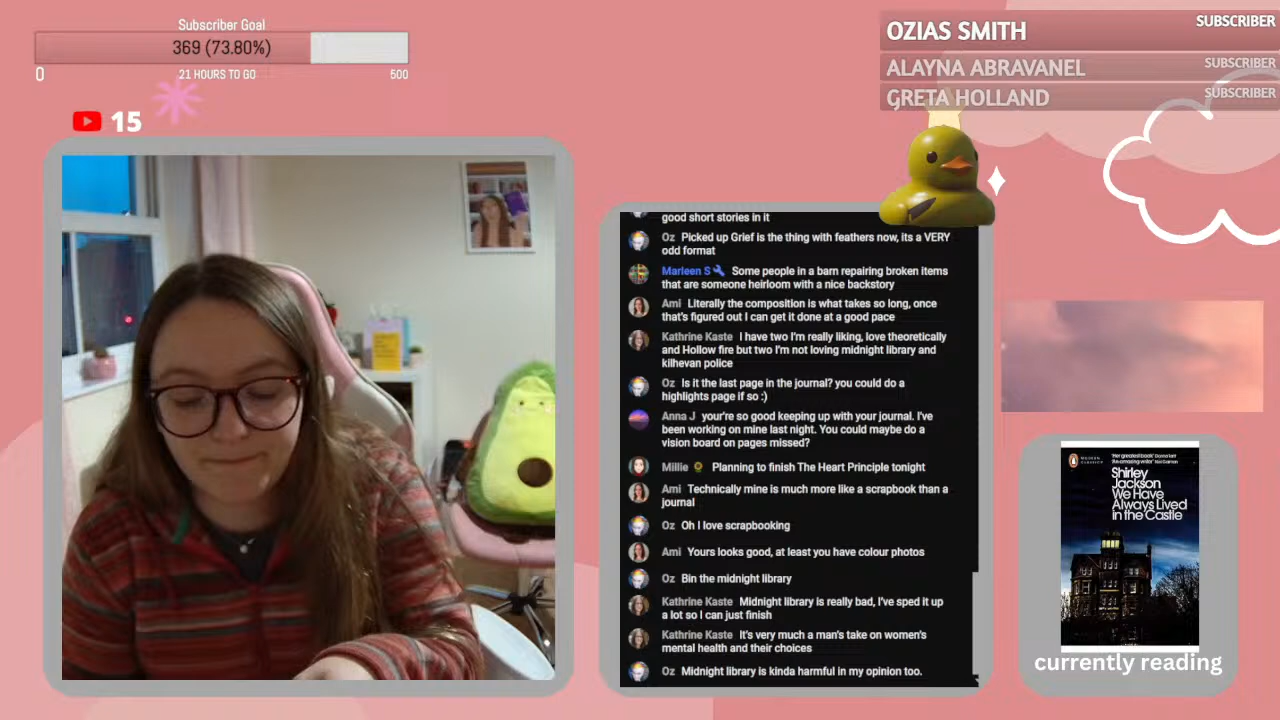 Subscriber Goal
369 (73.80%)
0
21 HOURS TO GO
500
15
OZIAS SMITH
SUBSCRIBER
ALAYNA ABRAVANEL
SUBSCRIBER
GRETA HOLLAND
SUBSCRIBER
good short stories in it
Oz Picked up Grief is the thing with feathers now, its a VERY
odd format
Marleen S Some people in a barn repairing broken items
that are someone heirloom with a nice backstory
Ami Literally the composition is what takes so long, once
that's figured out I can get it done at a good pace
Kathrine Kaste I have two I'm really liking, love theoretically
and Hollow fire but two I'm not loving midnight library and
kilhevan police
Oz Is it the last page in the journal? you could do a
highlights page if so :)
Anna J your're so good keeping up with your journal. I've
been working on mine last night. You could maybe do a
vision board on pages missed?
Millie Planning to finish The Heart Principle tonight
Ami Technically mine is much more like a scrapbook than a
journal
Oz Oh I love scrapbooking
Ami Yours looks good, at least you have colour photos
Oz Bin the midnight library
Kathrine Kaste Midnight library is really bad, I've sped it up
a lot so I can just finish
Kathrine Kaste It's very much a man's take on women's
mental health and their choices
Oz Midnight library is kinda harmful in my opinion too.
Shirley
Jackson
We Have
Always Lived
in the Castle
currently reading